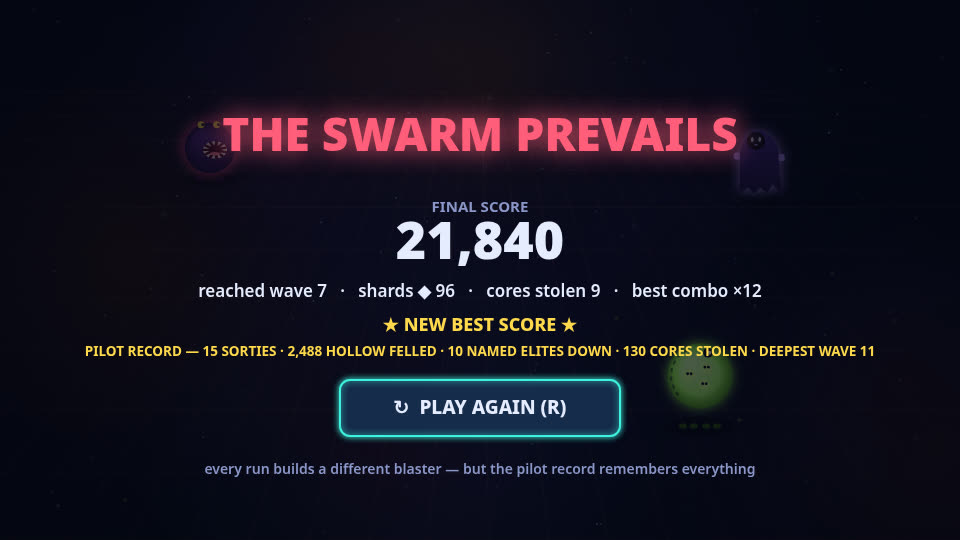 THE SWARM PREVAILS
FINAL SCORE
21,840
reached wave 7 · shards ◆ 96 · cores stolen 9 · best combo ×12
★ NEW BEST SCORE ★
PILOT RECORD — 15 SORTIES · 2,488 HOLLOW FELLED · 10 NAMED ELITES DOWN · 130 CORES STOLEN · DEEPEST WAVE 11
↻ PLAY AGAIN (R)
every run builds a different blaster — but the pilot record remembers everything